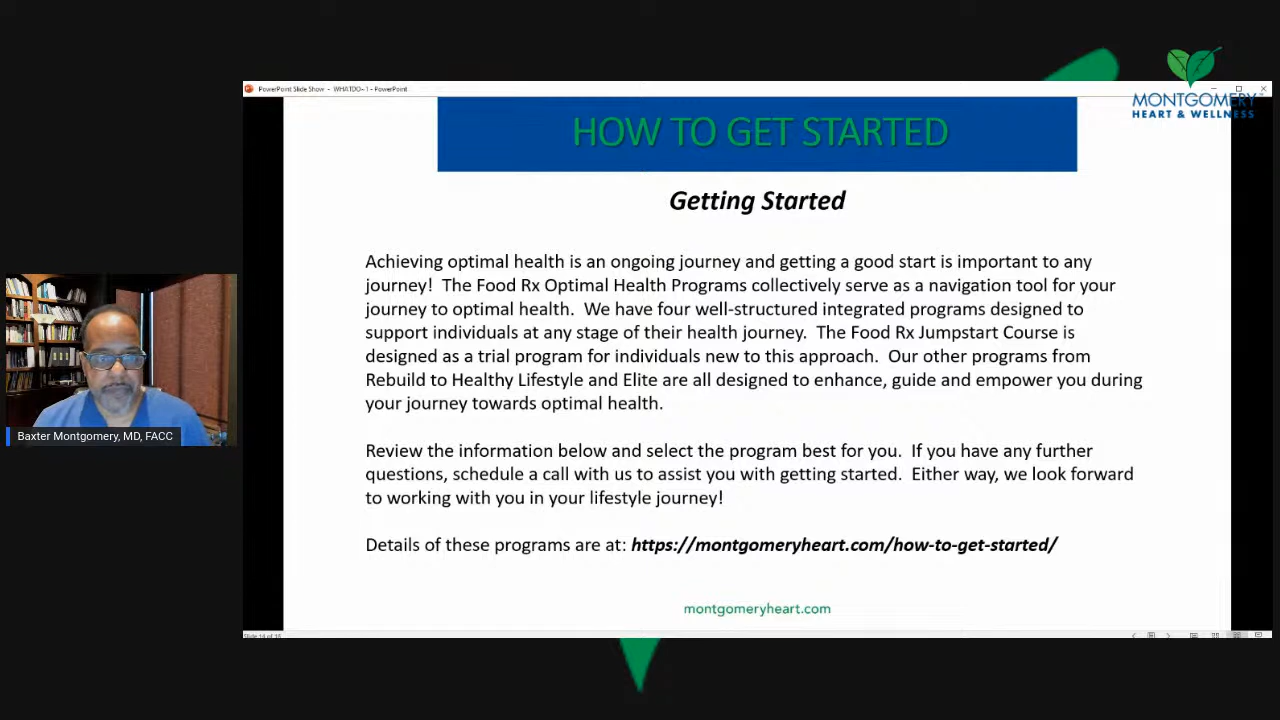 PowerPoint Slide Show - WHATDO~1 - PowerPoint
MONTGOMERY
HEART & WELLNESS
HOW TO GET STARTED
Getting Started
Achieving optimal health is an ongoing journey and getting a good start is important to any
journey! The Food Rx Optimal Health Programs collectively serve as a navigation tool for your
journey to optimal health. We have four well-structured integrated programs designed to
support individuals at any stage of their health journey. The Food Rx Jumpstart Course is
designed as a trial program for individuals new to this approach. Our other programs from
Rebuild to Healthy Lifestyle and Elite are all designed to enhance, guide and empower you during
your journey towards optimal health.
Review the information below and select the program best for you. If you have any further
questions, schedule a call with us to assist you with getting started. Either way, we look forward
to working with you in your lifestyle journey!
Details of these programs are at: https://montgomeryheart.com/how-to-get-started/
montgomeryheart.com
Baxter Montgomery, MD, FACC